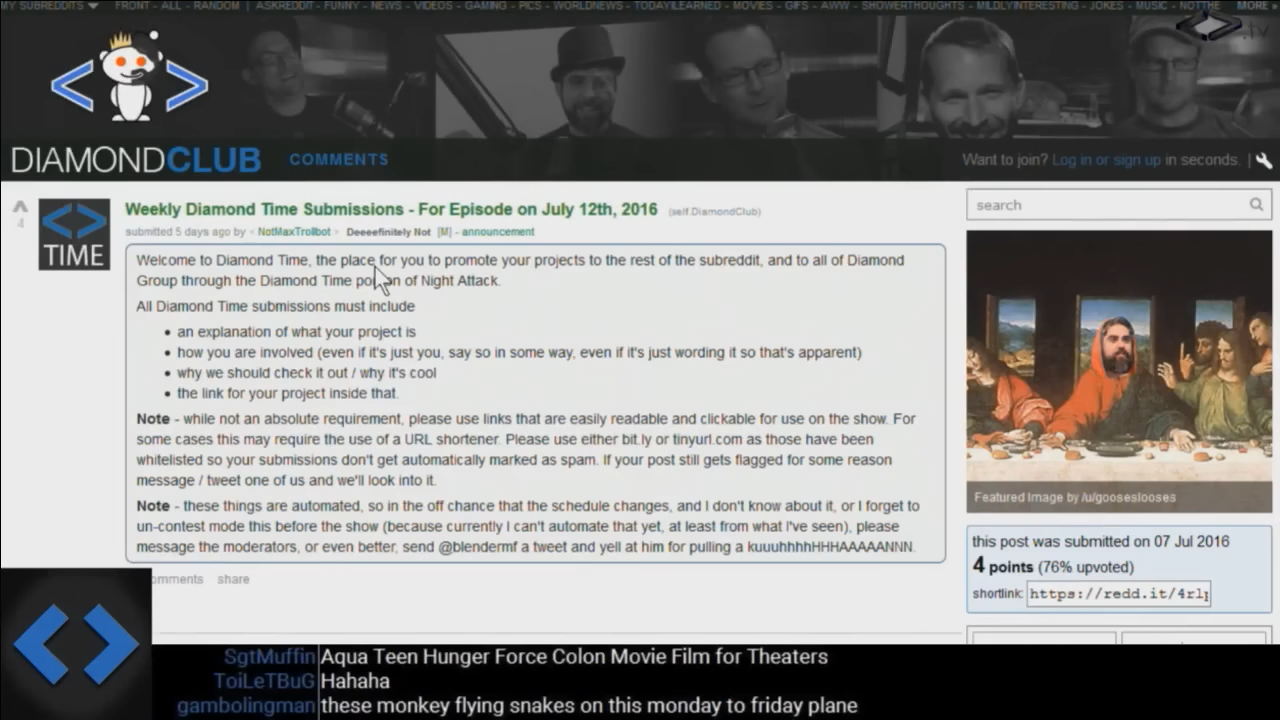 MY SUBREDDITS FRONT - ALL - RANDOM | ASKREDDIT - FUNNY - NEWS - VIDEOS - GAMING - PICS - WORLDNEWS - TODAYILEARNED - MOVIES - GIFS - AWW - SHOWERTHOUGHTS - MILDLYINTERESTING - JOKES - MUSIC - NOTTHE MORE »
.tv
DIAMONDCLUB COMMENTS
Want to join? Log in or sign up in seconds. |
4
TIME
Weekly Diamond Time Submissions - For Episode on July 12th, 2016 (self.DiamondClub)
submitted 5 days ago by < NotMaxTrollbot > Deeeefinitely Not [M] - announcement
Welcome to Diamond Time, the place for you to promote your projects to the rest of the subreddit, and to all of Diamond
Group through the Diamond Time of Night Attack.
All Diamond Time submissions must include
• an explanation of what your project is
• how you are involved (even if it's just you, say so in some way, even if it's just wording it so that's apparent)
• why we should check it out / why it's cool
• the link for your project inside that.
Note - while not an absolute requirement, please use links that are easily readable and clickable for use on the show. For
some cases this may require the use of a URL shortener. Please use either bit.ly or tinyurl.com as those have been
whitelisted so your submissions don't get automatically marked as spam. If your post still gets flagged for some reason
message / tweet one of us and we'll look into it.
Note - these things are automated, so in the off chance that the schedule changes, and I don't know about it, or I forget to
un-contest mode this before the show (because currently I can't automate that yet, at least from what I've seen), please
message the moderators, or even better, send @blendermf a tweet and yell at him for pulling a kuuuhhhhHHHAAAAANNN.
omments share
search
Featured Image by /u/gooseslooses
this post was submitted on 07 Jul 2016
4 points (76% upvoted)
shortlink: https://redd.it/4rl
SgtMuffin Aqua Teen Hunger Force Colon Movie Film for Theaters
ToiLeTBuG Hahaha
gambolingman these monkey flying snakes on this monday to friday plane